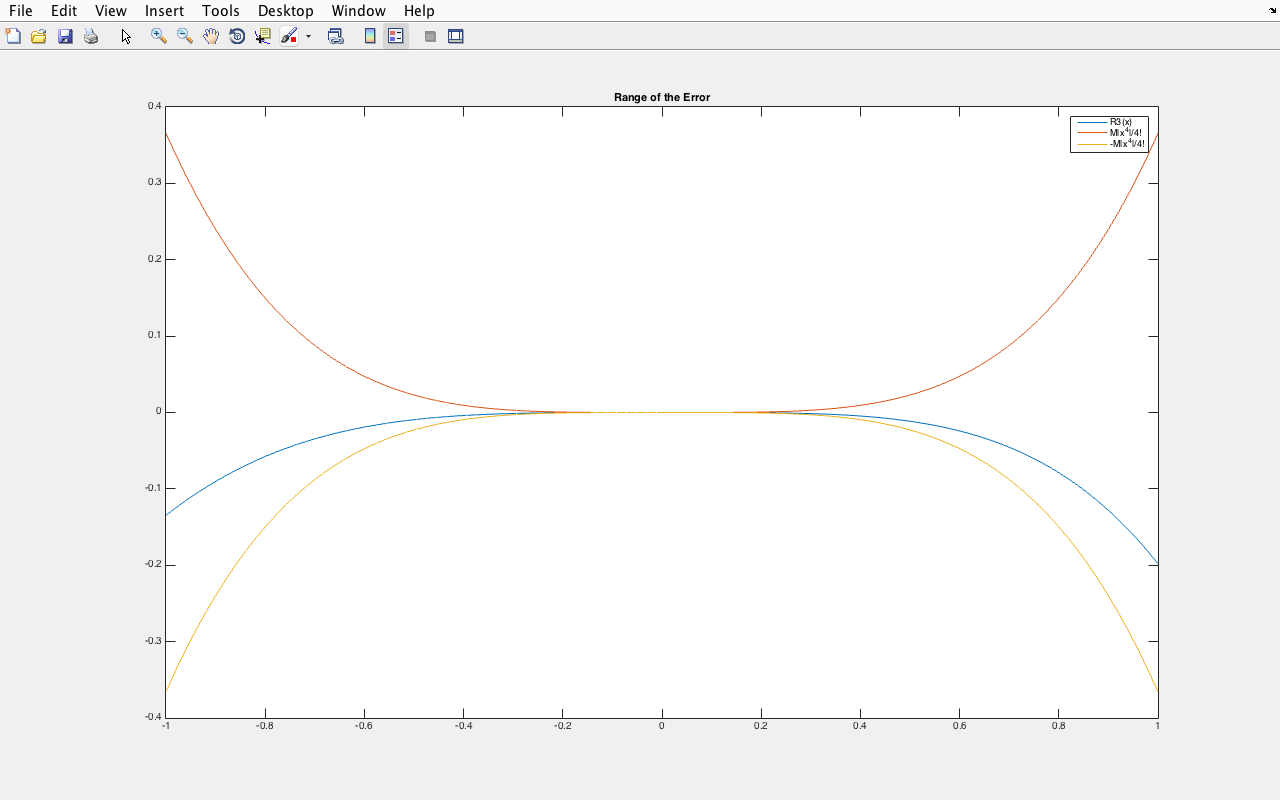 File Edit View Insert Tools Desktop Window Help
Range of the Error
R3(x)
M|x^4|/4!
-M|x^4|/4!
0.4
0.3
0.2
0.1
0
-0.1
-0.2
-0.3
-0.4
-1 -0.8 -0.6 -0.4 -0.2 0 0.2 0.4 0.6 0.8 1